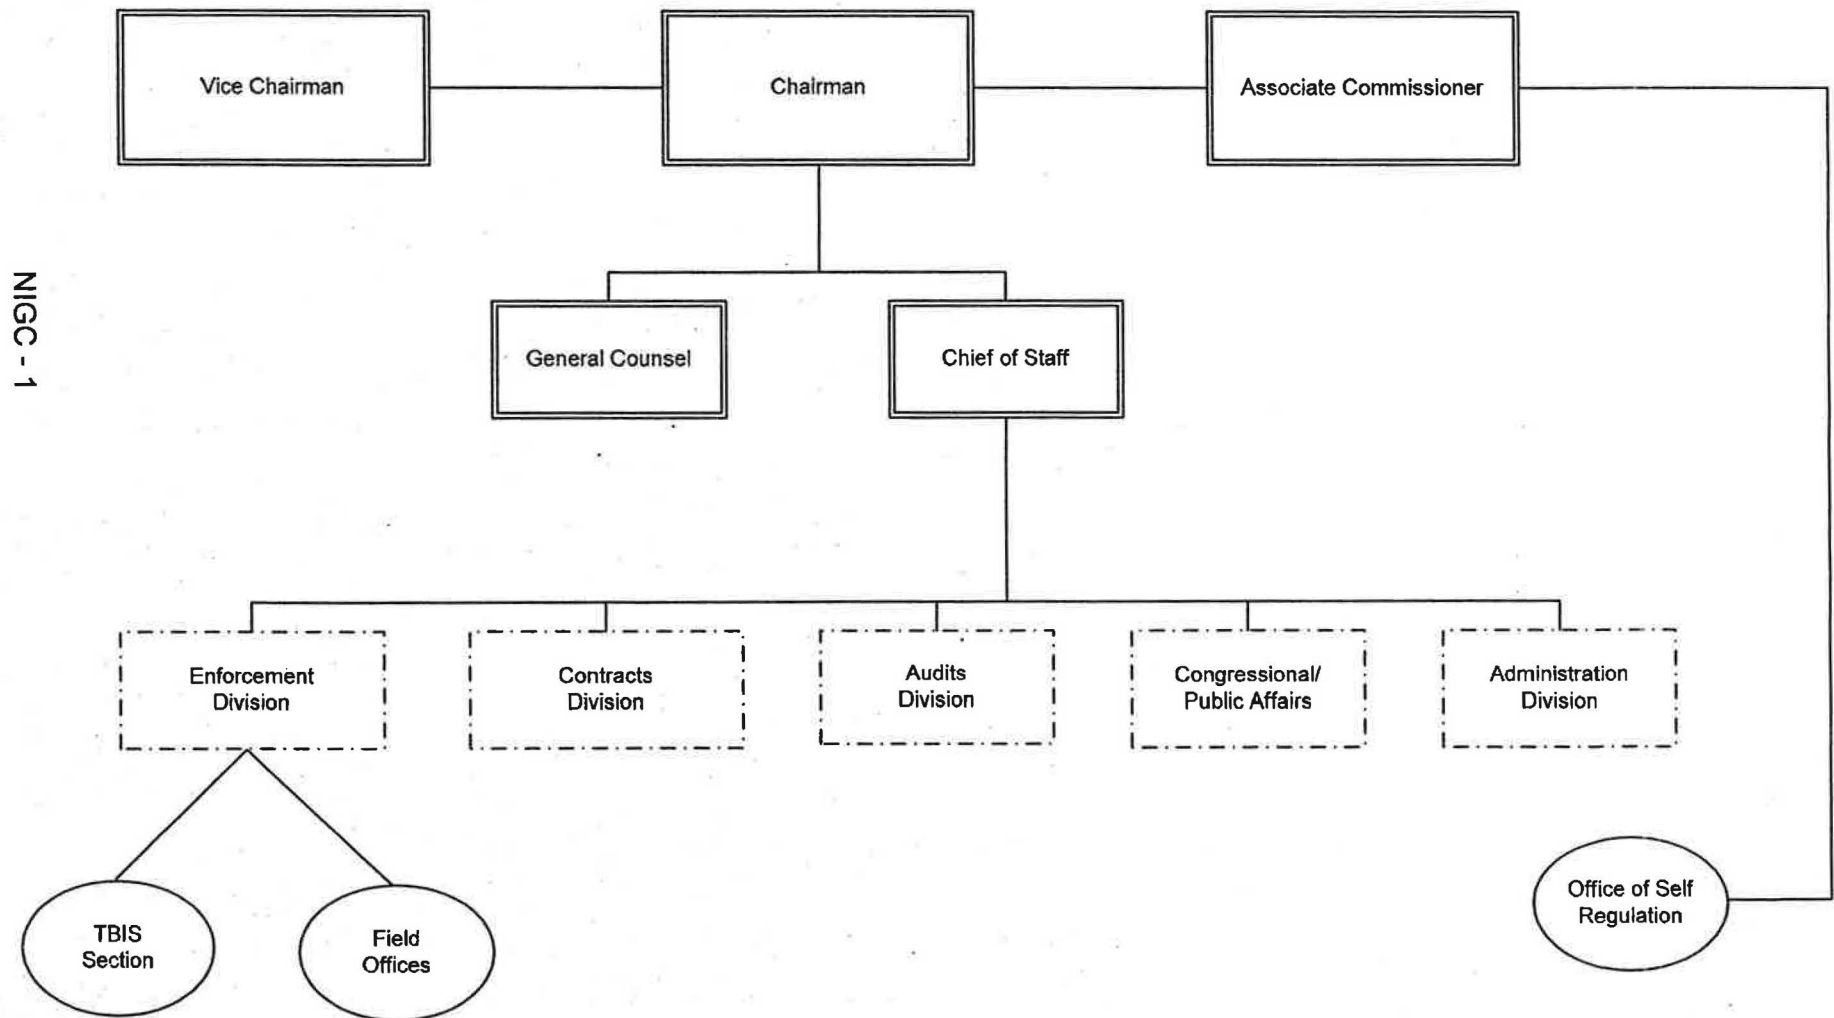 Vice Chairman
Chairman
Associate Commissioner
NIGC - 1
General Counsel
Chief of Staff
Enforcement
Division
Contracts
Division
Audits
Division
Congressional/
Public Affairs
Administration
Division
TBIS
Section
Field
Offices
Office of Self
Regulation